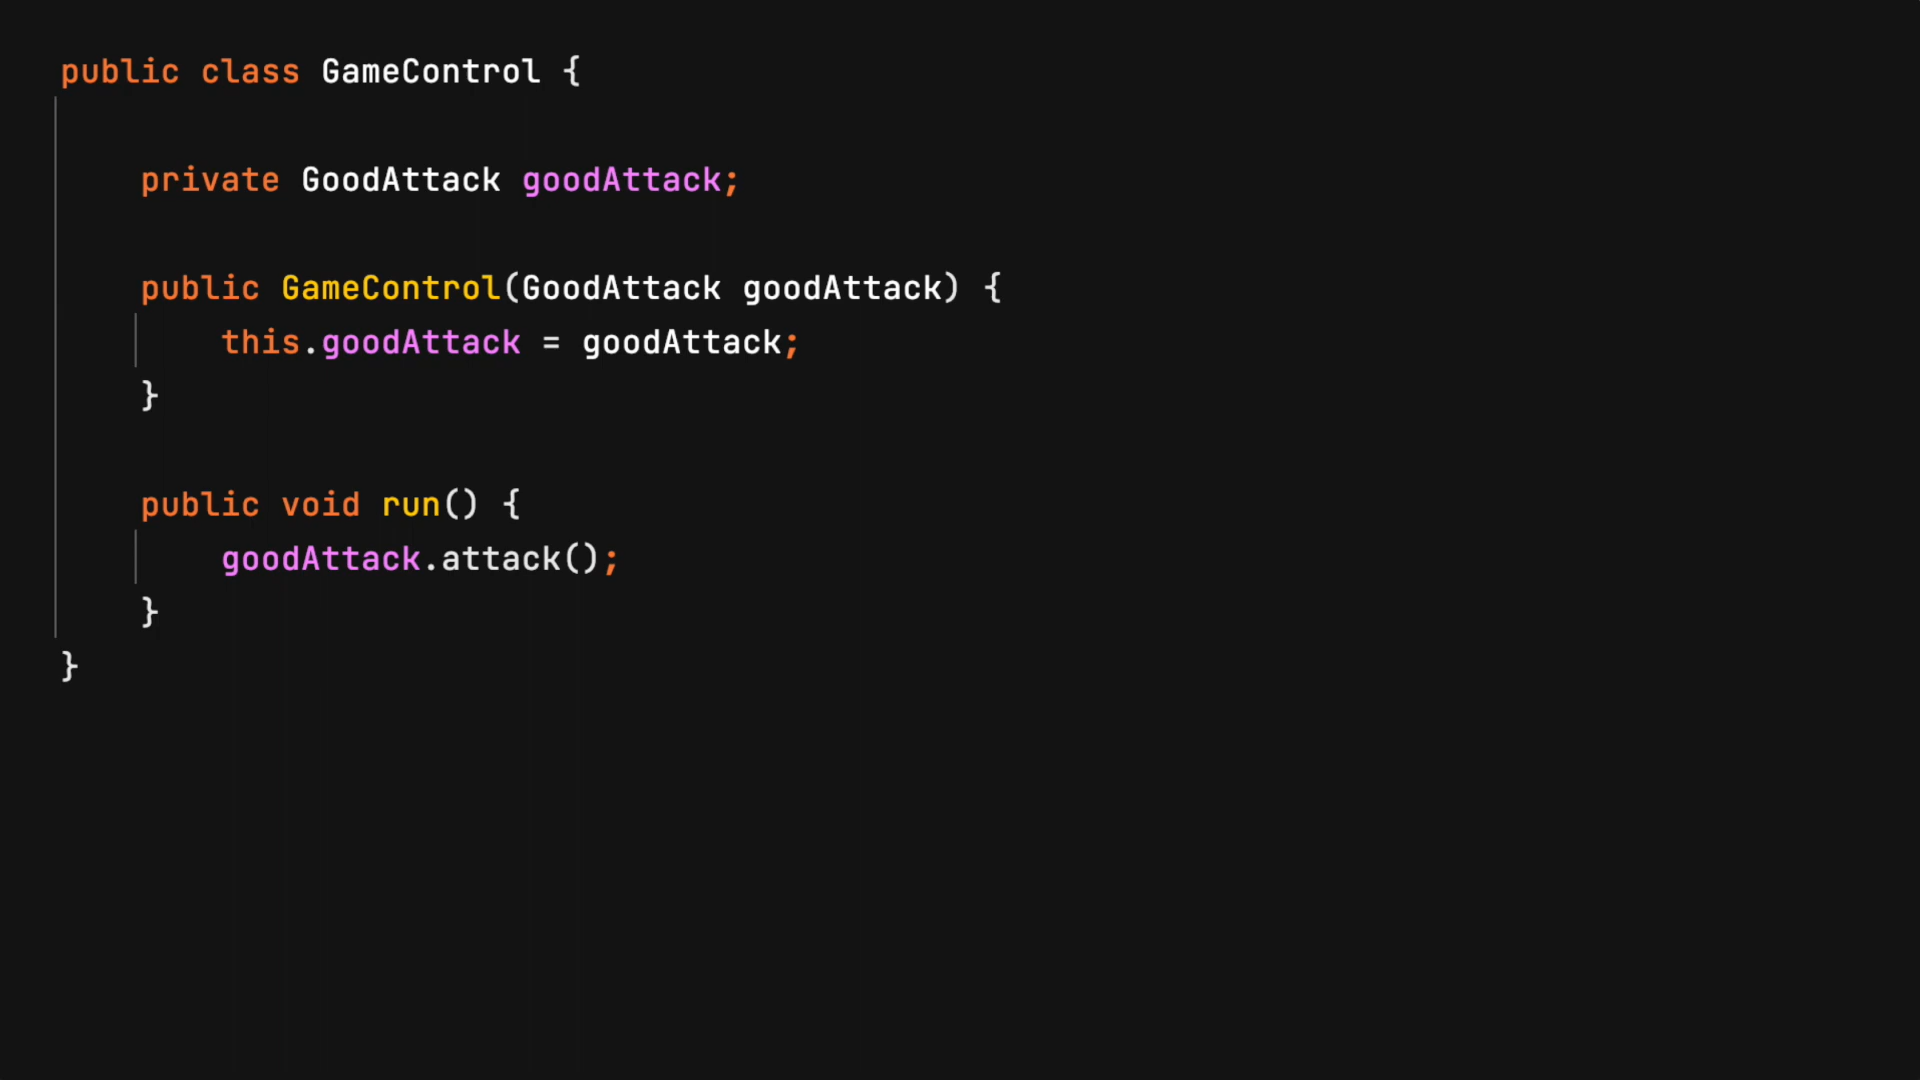 public class GameControl {
private GoodAttack goodAttack;
public GameControl(GoodAttack goodAttack) {
this.goodAttack = goodAttack;
}
public void run() {
goodAttack.attack();
}
}